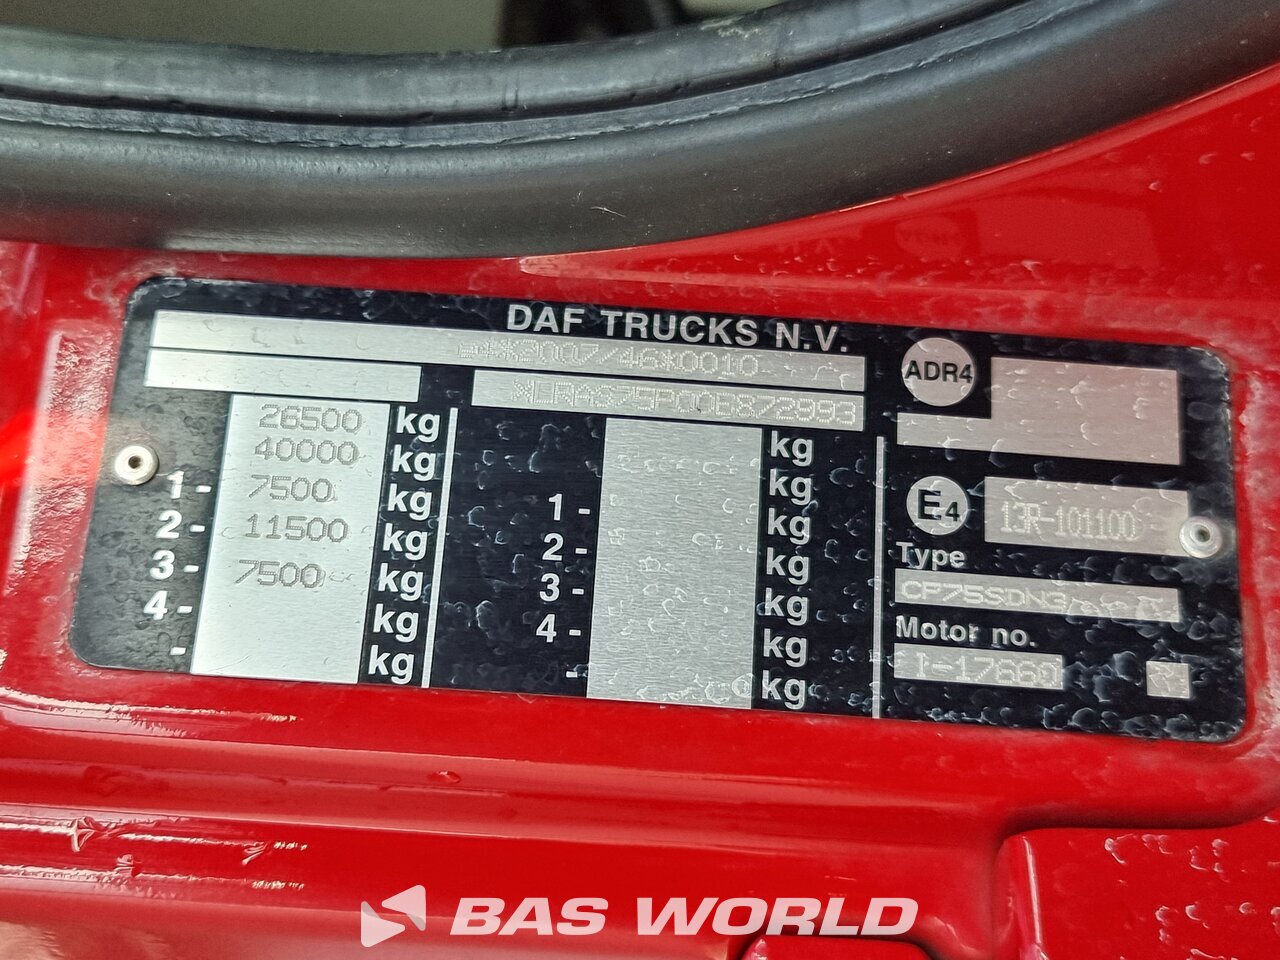 DAF TRUCKS N.V.
e4*2007/46*0010
XLRAS75PC0E872993
26500 kg
40000 kg
1 - 7500 kg
2 - 11500 kg
3 - 7500 kg
4 - kg
- kg
kg
kg
1 - kg
2 - kg
3 - kg
4 - kg
- kg
ADR4
E4 13R-101100
Type
CF75SDN3
Motor no.
17860
BAS WORLD